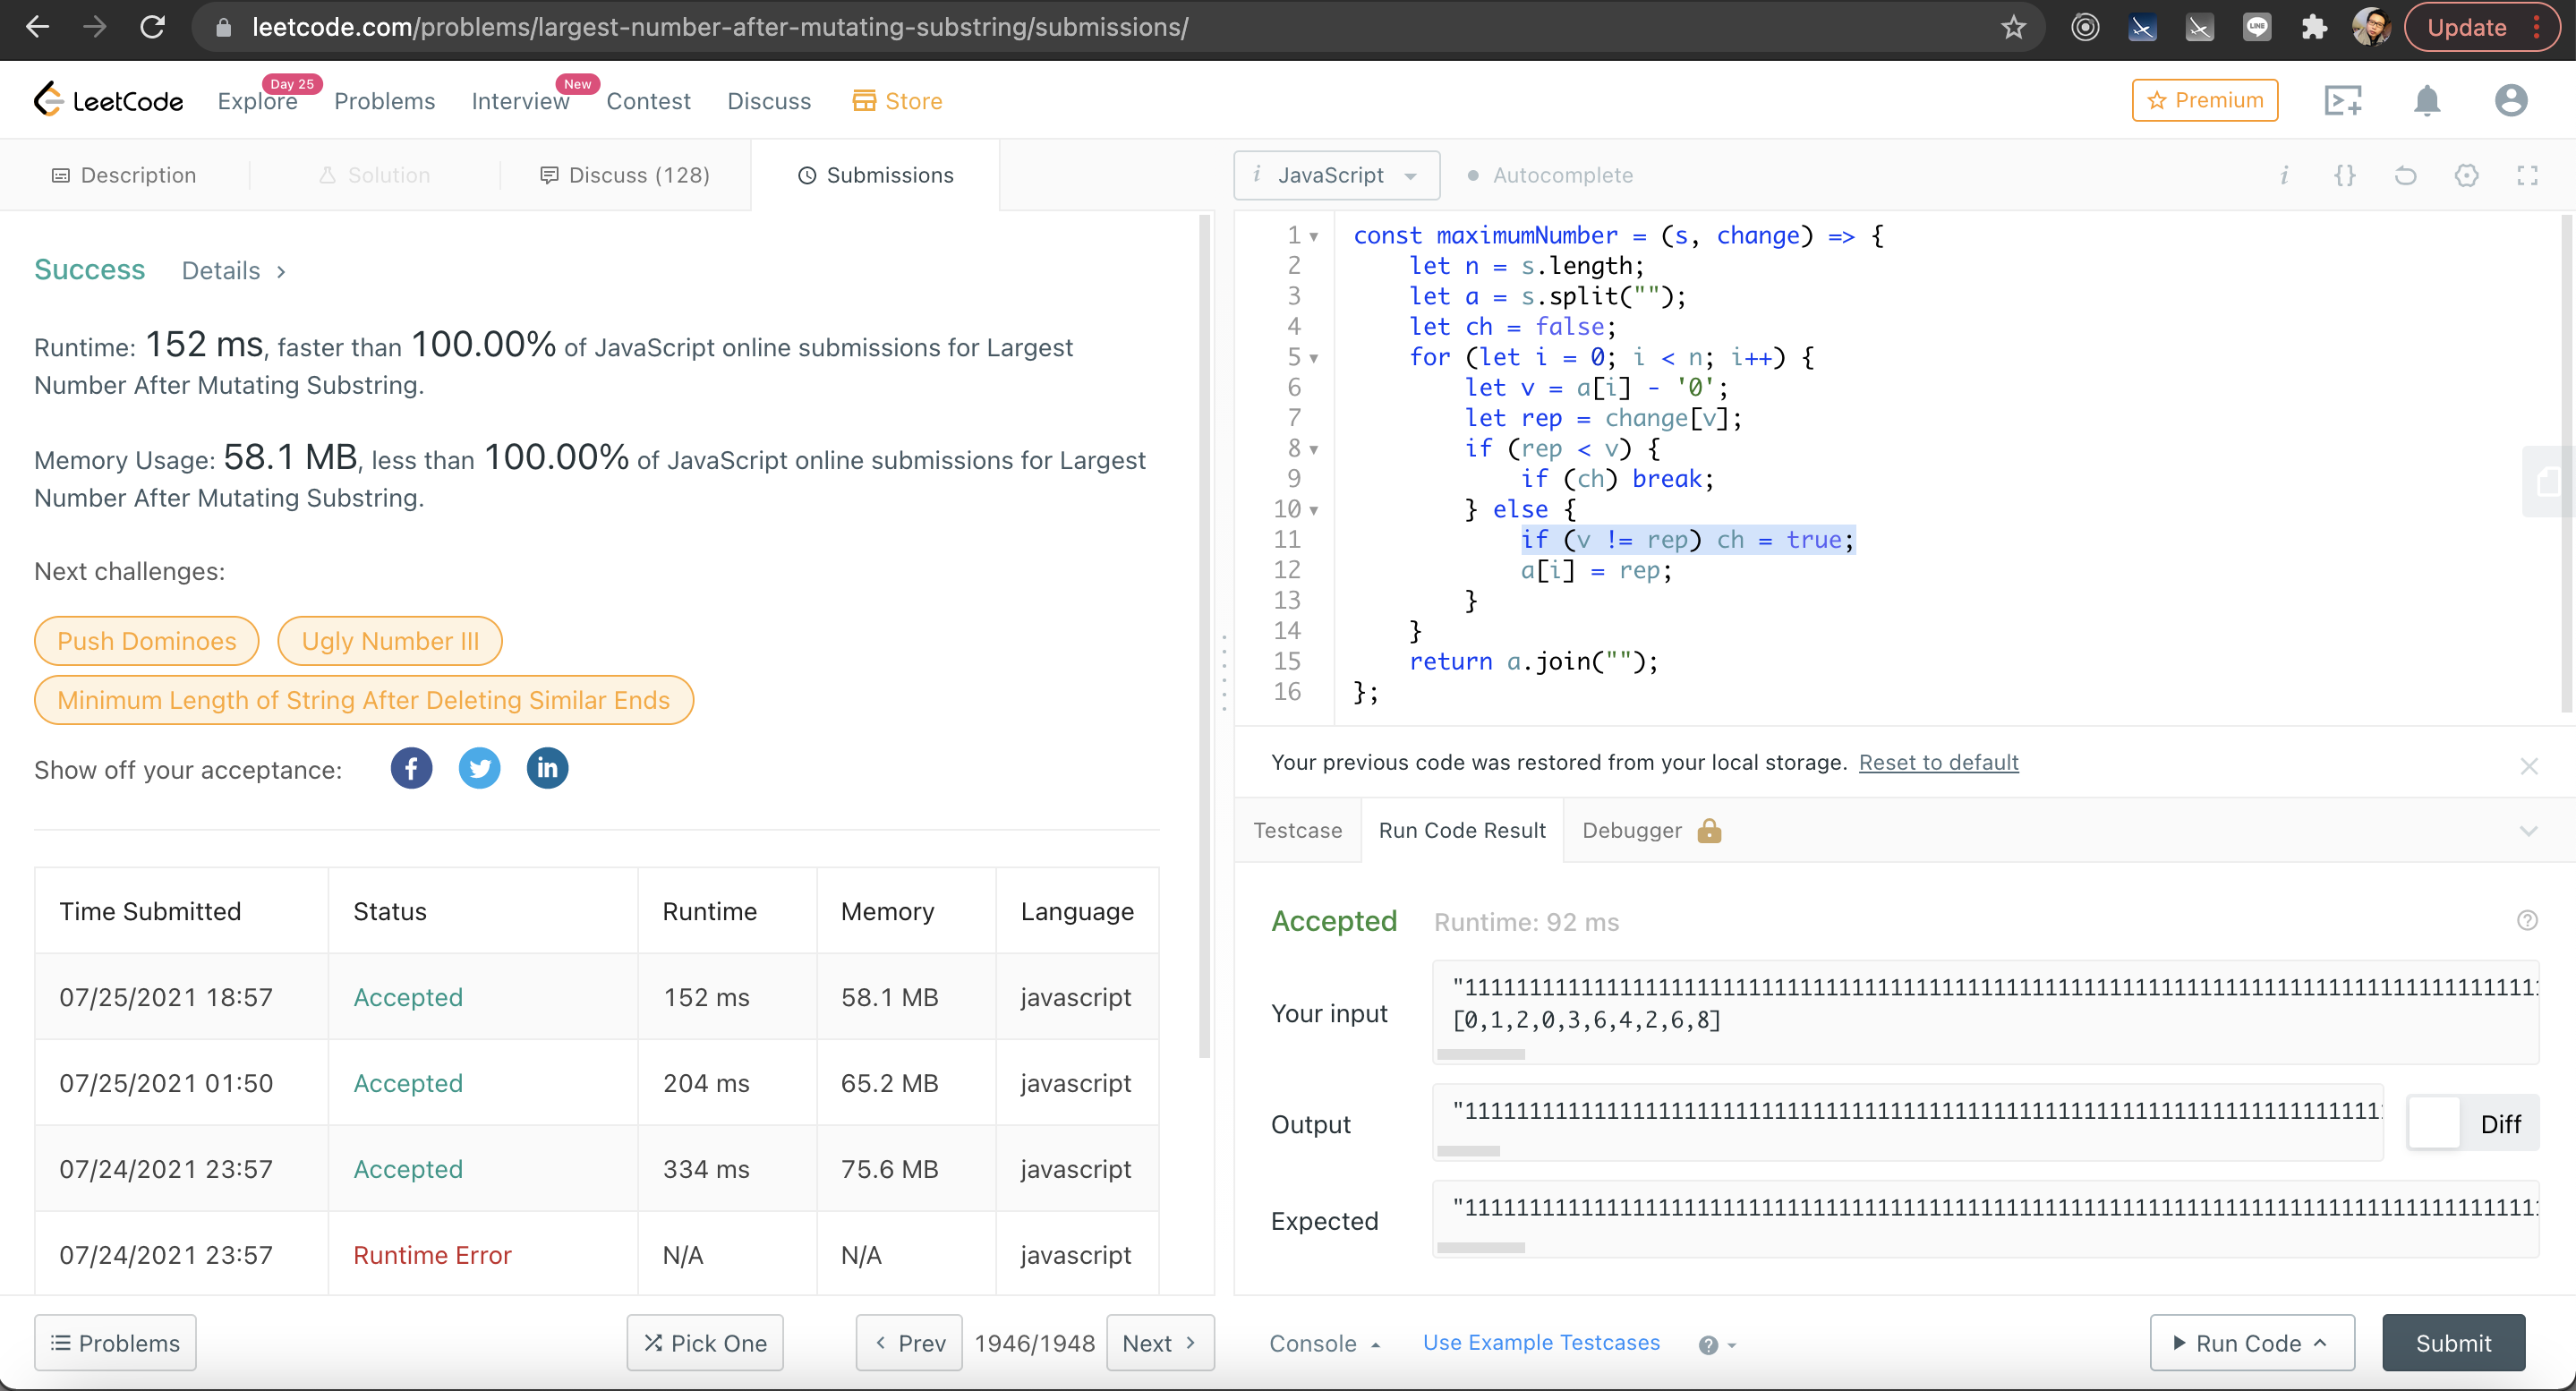 leetcode.com/problems/largest-number-after-mutating-substring/submissions/
Update
LeetCode
Explore
Day 25
Problems
Interview
New
Contest
Discuss
Store
Premium
Description
Solution
Discuss (128)
Submissions
Success
Details
Runtime: 152 ms, faster than 100.00% of JavaScript online submissions for Largest
Number After Mutating Substring.
Memory Usage: 58.1 MB, less than 100.00% of JavaScript online submissions for Largest
Number After Mutating Substring.
Next challenges:
Push Dominoes
Ugly Number III
Minimum Length of String After Deleting Similar Ends
Show off your acceptance:
Time Submitted Status Runtime Memory Language
07/25/2021 18:57 Accepted 152 ms 58.1 MB javascript
07/25/2021 01:50 Accepted 204 ms 65.2 MB javascript
07/24/2021 23:57 Accepted 334 ms 75.6 MB javascript
07/24/2021 23:57 Runtime Error N/A N/A javascript
Problems
Pick One
Prev
1946/1948
Next
i JavaScript
Autocomplete
1 const maximumNumber = (s, change) => {
2 let n = s.length;
3 let a = s.split("");
4 let ch = false;
5 for (let i = 0; i < n; i++) {
6 let v = a[i] - '0';
7 let rep = change[v];
8 if (rep < v) {
9 if (ch) break;
10 } else {
11 if (v != rep) ch = true;
12 a[i] = rep;
13 }
14 }
15 return a.join("");
16 };
Your previous code was restored from your local storage. Reset to default
Testcase
Run Code Result
Debugger
Accepted Runtime: 92 ms
Your input
[0,1,2,0,3,6,4,2,6,8]
Output
Diff
Expected
Console
Use Example Testcases
Run Code
Submit